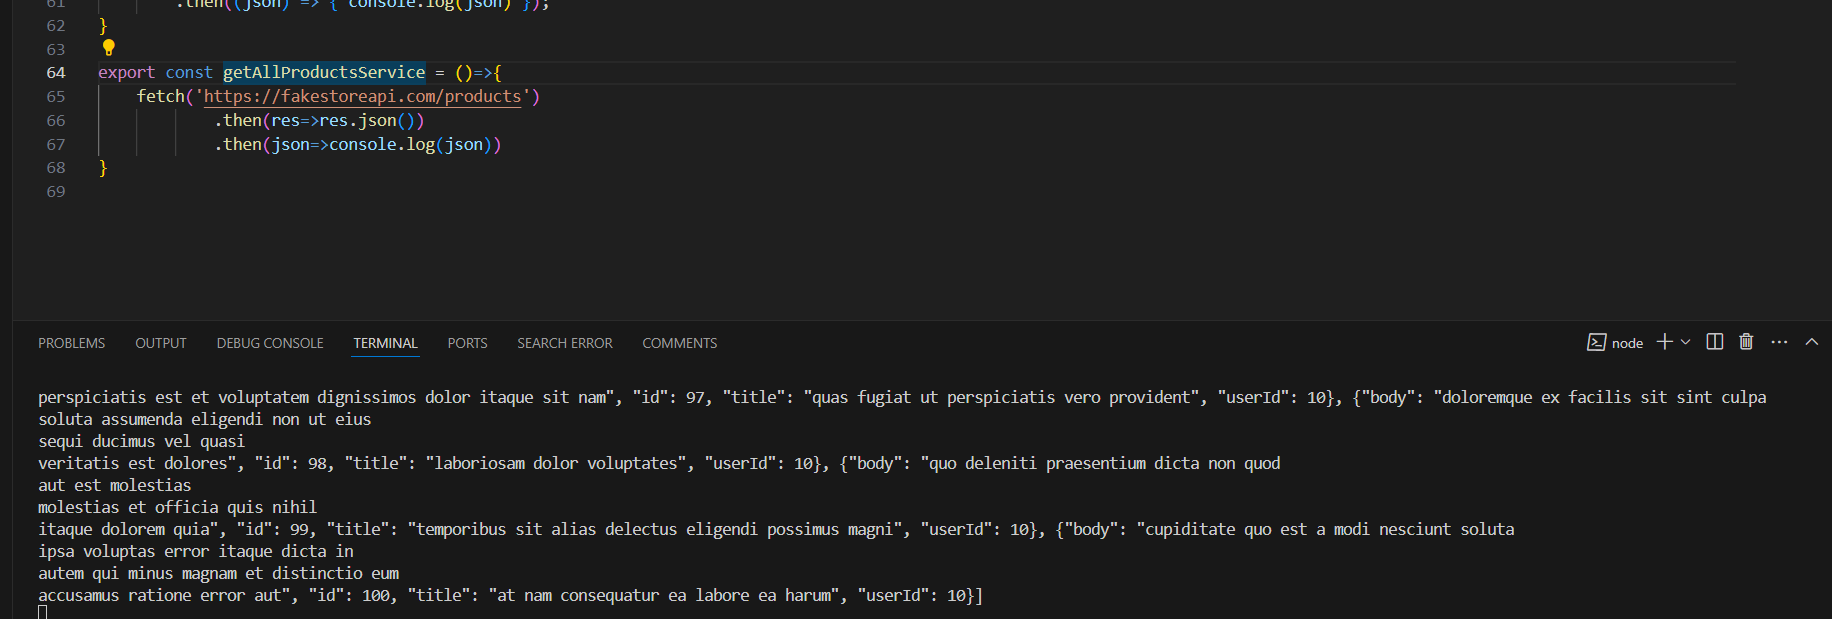 61 .then((json) => { console.log(json) });
62 }
63
64 export const getAllProductsService = ()=>{
65 fetch('https://fakestoreapi.com/products')
66 .then(res=>res.json())
67 .then(json=>console.log(json))
68 }
69
PROBLEMS OUTPUT DEBUG CONSOLE TERMINAL PORTS SEARCH ERROR COMMENTS node
perspiciatis est et voluptatem dignissimos dolor itaque sit nam", "id": 97, "title": "quas fugiat ut perspiciatis vero provident", "userId": 10}, {"body": "doloremque ex facilis sit sint culpa
soluta assumenda eligendi non ut eius
sequi ducimus vel quasi
veritatis est dolores", "id": 98, "title": "laboriosam dolor voluptates", "userId": 10}, {"body": "quo deleniti praesentium dicta non quod
aut est molestias
molestias et officia quis nihil
itaque dolorem quia", "id": 99, "title": "temporibus sit alias delectus eligendi possimus magni", "userId": 10}, {"body": "cupiditate quo est a modi nesciunt soluta
ipsa voluptas error itaque dicta in
autem qui minus magnam et distinctio eum
accusamus ratione error aut", "id": 100, "title": "at nam consequatur ea labore ea harum", "userId": 10}]